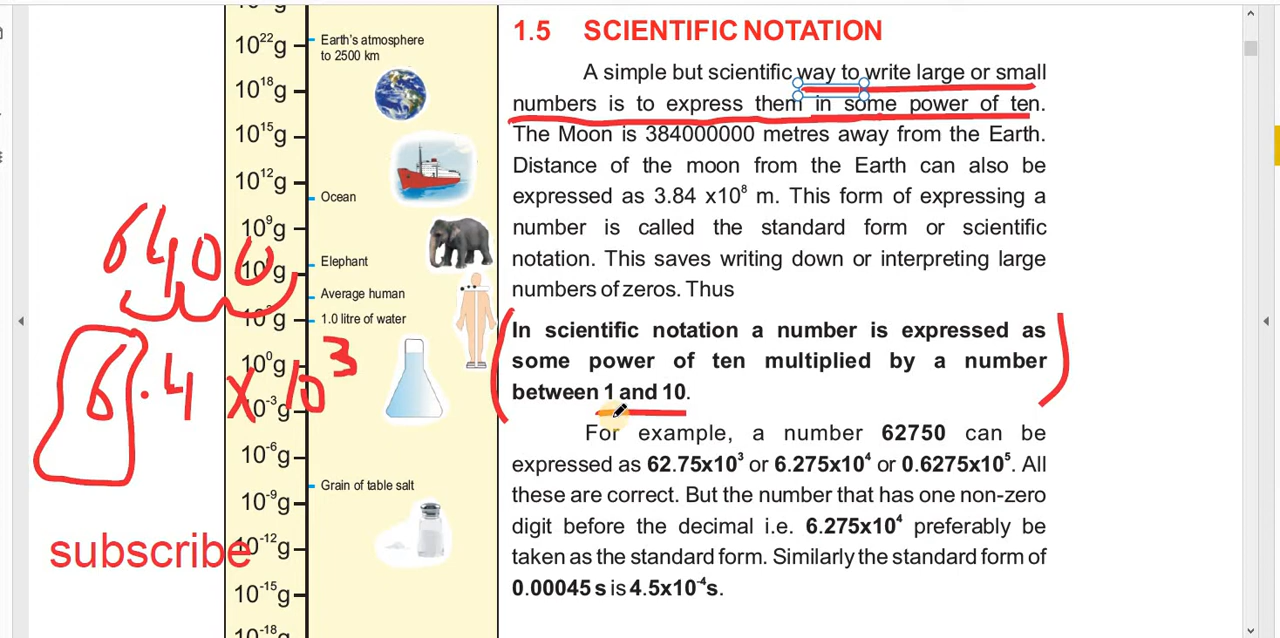 10²²g
Earth's atmosphere
to 2500 km
10¹⁸g
10¹⁵g
10¹²g
Ocean
10⁹g
Elephant
Average human
1.0 litre of water
10⁰g
10⁻³g
10⁻⁶g
Grain of table salt
10⁻⁹g
10⁻¹²g
10⁻¹⁵g
10⁻¹⁸g
6400
6.4 x 10³
subscribe
1.5 SCIENTIFIC NOTATION
A simple but scientific way to write large or small
numbers is to express them in some power of ten.
The Moon is 384000000 metres away from the Earth.
Distance of the moon from the Earth can also be
expressed as 3.84 x10⁸ m. This form of expressing a
number is called the standard form or scientific
notation. This saves writing down or interpreting large
numbers of zeros. Thus
In scientific notation a number is expressed as
some power of ten multiplied by a number
between 1 and 10.
For example, a number 62750 can be
expressed as 62.75x10³ or 6.275x10⁴ or 0.6275x10⁵. All
these are correct. But the number that has one non-zero
digit before the decimal i.e. 6.275x10⁴ preferably be
taken as the standard form. Similarly the standard form of
0.00045 s is 4.5x10⁻⁴s.